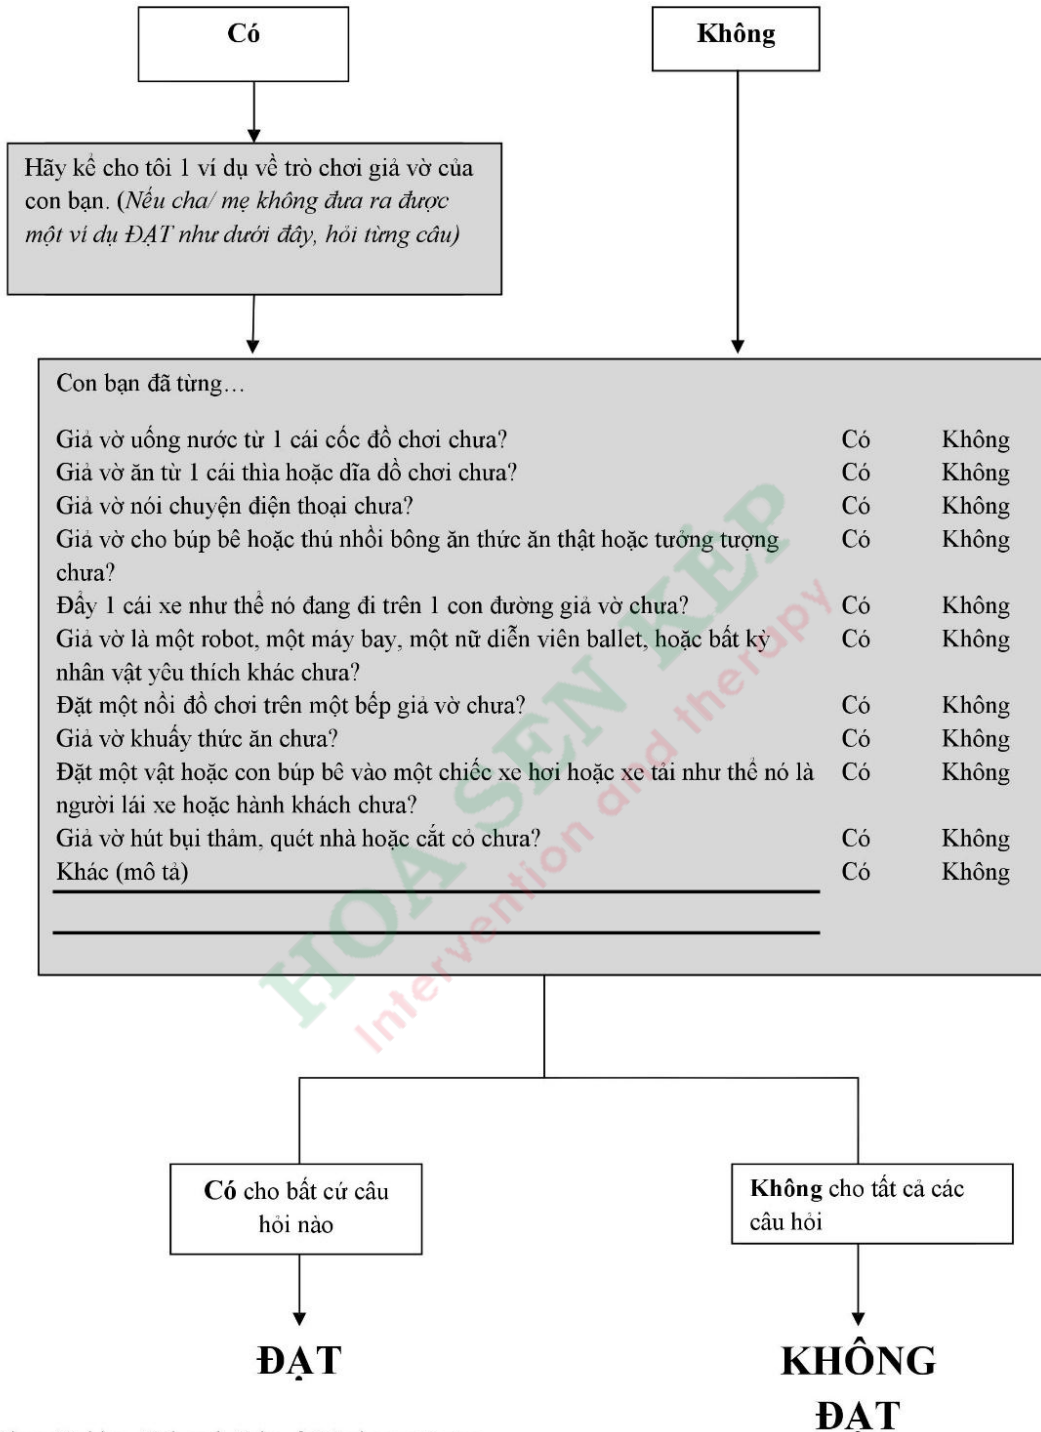 Có
Không
Hãy kể cho tôi 1 ví dụ về trò chơi giả vờ của
con bạn. (Nếu cha/ mẹ không đưa ra được
một ví dụ ĐẠT như dưới đây, hỏi từng câu)
Con bạn đã từng…
Giả vờ uống nước từ 1 cái cốc đồ chơi chưa? Có Không
Giả vờ ăn từ 1 cái thìa hoặc dĩa đồ chơi chưa? Có Không
Giả vờ nói chuyện điện thoại chưa? Có Không
Giả vờ cho búp bê hoặc thú nhồi bông ăn thức ăn thật hoặc tưởng tượng Có Không
chưa?
Đẩy 1 cái xe như thể nó đang đi trên 1 con đường giả vờ chưa? Có Không
Giả vờ là một robot, một máy bay, một nữ diễn viên ballet, hoặc bất kỳ Có Không
nhân vật yêu thích khác chưa?
Đặt một nồi đồ chơi trên một bếp giả vờ chưa? Có Không
Giả vờ khuấy thức ăn chưa? Có Không
Đặt một vật hoặc con búp bê vào một chiếc xe hơi hoặc xe tải như thể nó là Có Không
người lái xe hoặc hành khách chưa?
Giả vờ hút bụi thảm, quét nhà hoặc cắt cỏ chưa? Có Không
Khác (mô tả) Có Không
HOA SEN KÉP
Intervention and therapy
Có cho bất cứ câu
hỏi nào
Không cho tất cả các
câu hỏi
ĐẠT
KHÔNG
ĐẠT